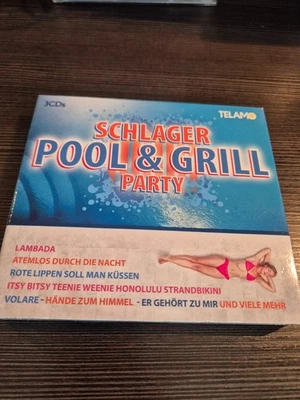 3CDs
TELAMO
SCHLAGER
POOL & GRILL
PARTY
LAMBADA
ATEMLOS DURCH DIE NACHT
ROTE LIPPEN SOLL MAN KÜSSEN
ITSY BITSY TEENIE WEENIE HONOLULU STRANDBIKINI
VOLARE - HÄNDE ZUM HIMMEL - ER GEHÖRT ZU MIR UND VIELE MEHR